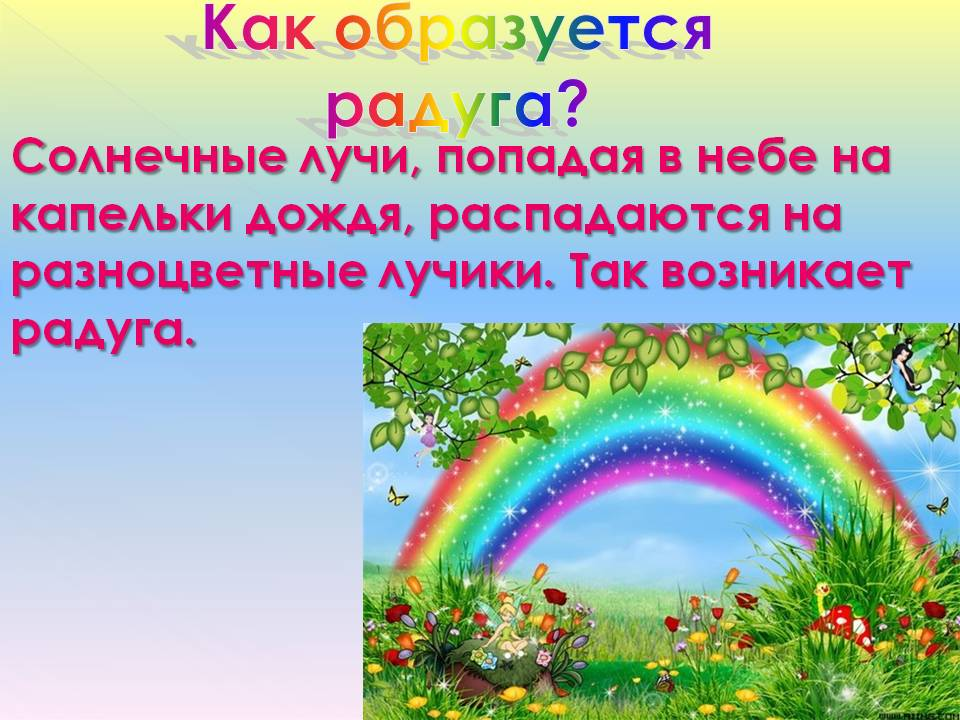 Как образуется
радуга?
Солнечные лучи, попадая в небе на
капельки дождя, распадаются на
разноцветные лучики. Так возникает
радуга.